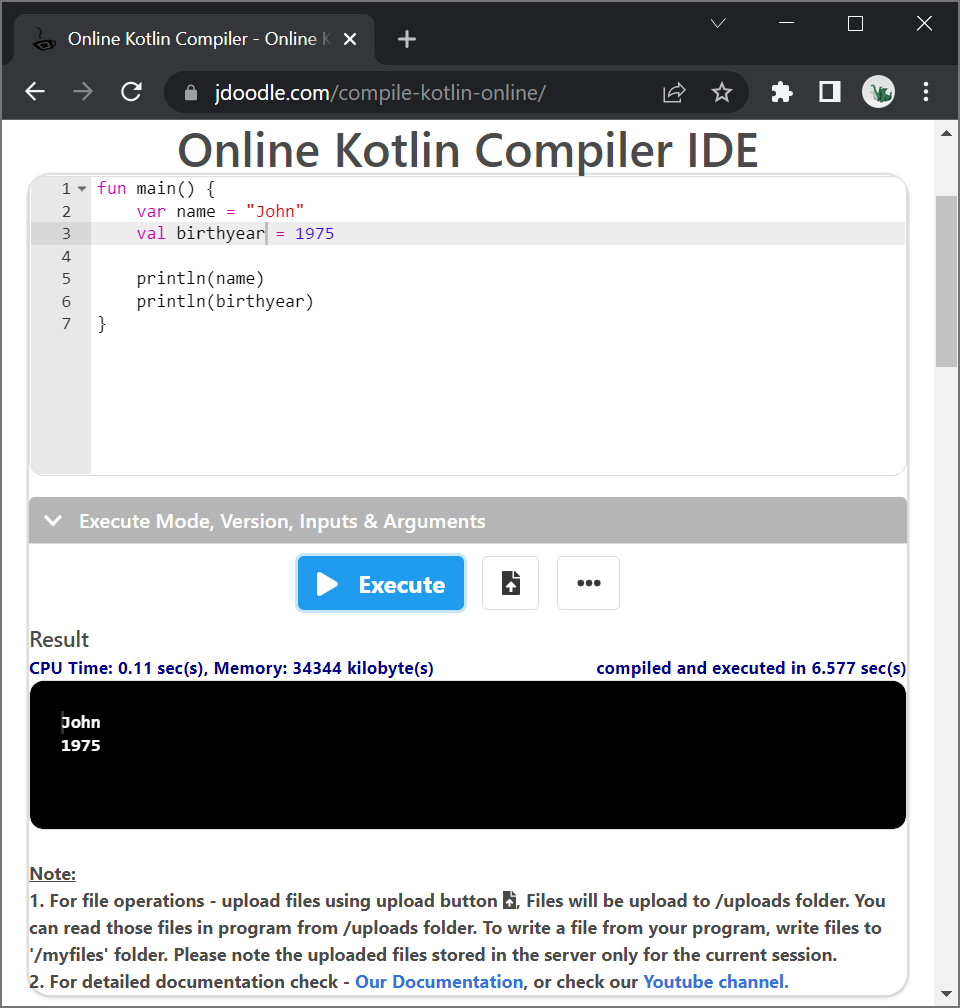 Online Kotlin Compiler - Online K
jdoodle.com/compile-kotlin-online/
Online Kotlin Compiler IDE
1 fun main() {
2     var name = "John"
3     val birthyear = 1975
4
5     println(name)
6     println(birthyear)
7 }
Execute Mode, Version, Inputs & Arguments
Execute
Result
CPU Time: 0.11 sec(s), Memory: 34344 kilobyte(s) compiled and executed in 6.577 sec(s)
John
1975
Note:
1. For file operations - upload files using upload button , Files will be upload to /uploads folder. You
can read those files in program from /uploads folder. To write a file from your program, write files to
'/myfiles' folder. Please note the uploaded files stored in the server only for the current session.
2. For detailed documentation check - Our Documentation, or check our Youtube channel.